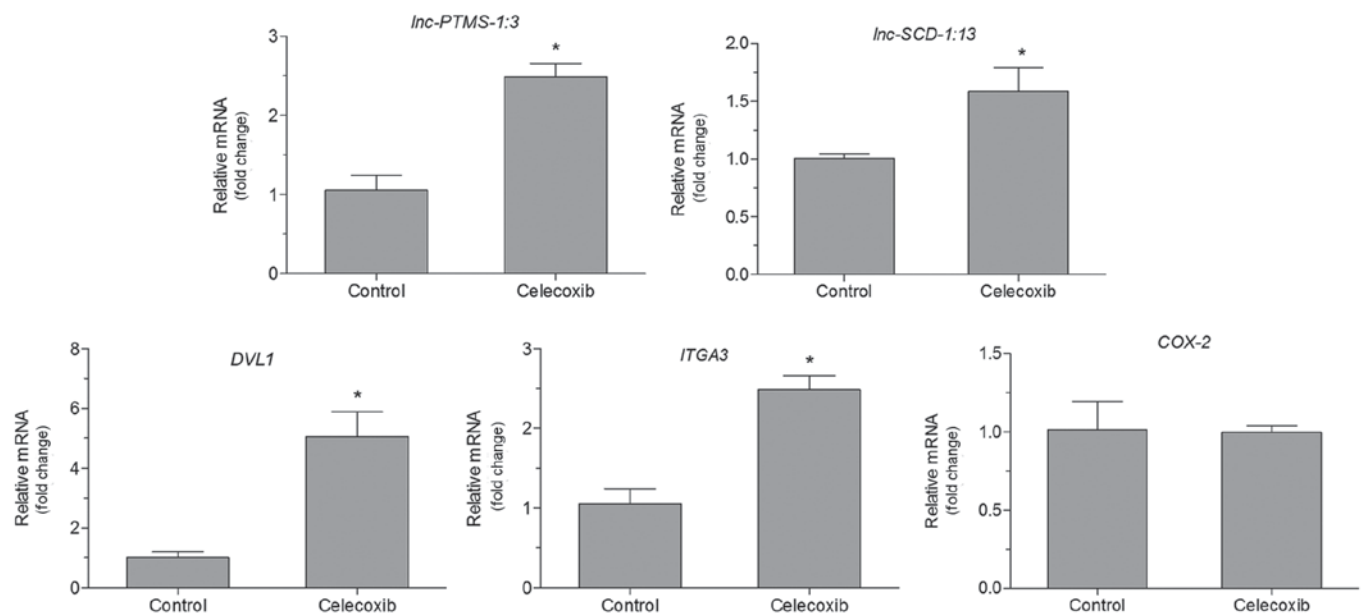 lnc-PTMS-1:3
Relative mRNA
(fold change)
3
2
1
0
*
Control
Celecoxib
lnc-SCD-1:13
Relative mRNA
(fold change)
2.0
1.5
1.0
0.5
0.0
*
Control
Celecoxib
DVL1
Relative mRNA
(fold change)
8
6
4
2
0
*
Control
Celecoxib
ITGA3
Relative mRNA
(fold change)
3
2
1
0
*
Control
Celecoxib
COX-2
Relative mRNA
(fold change)
1.5
1.0
0.5
0.0
Control
Celecoxib